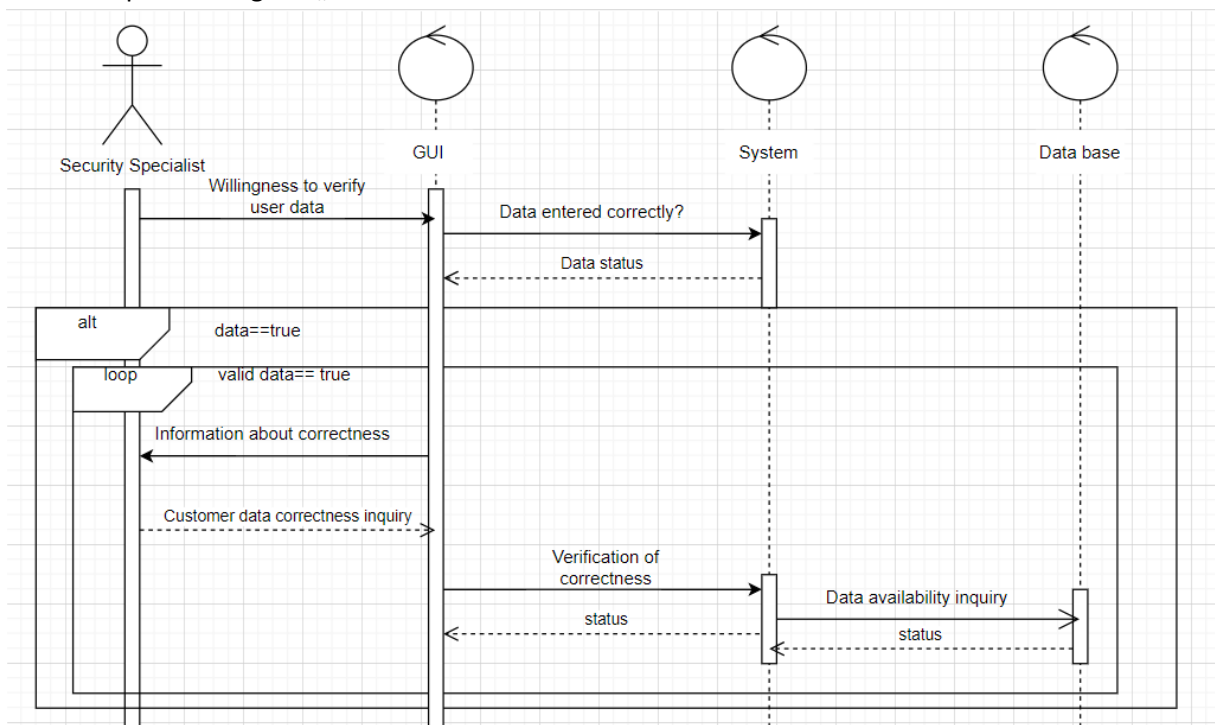 Security Specialist
GUI
System
Data base
Willingness to verify
user data
Data entered correctly?
Data status
alt
data==true
loop
valid data== true
Information about correctness
Customer data correctness inquiry
Verification of
correctness
Data availability inquiry
status
status